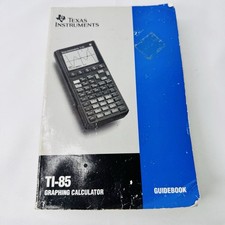 TEXAS
INSTRUMENTS
TI-85
GRAPHING CALCULATOR
GUIDEBOOK